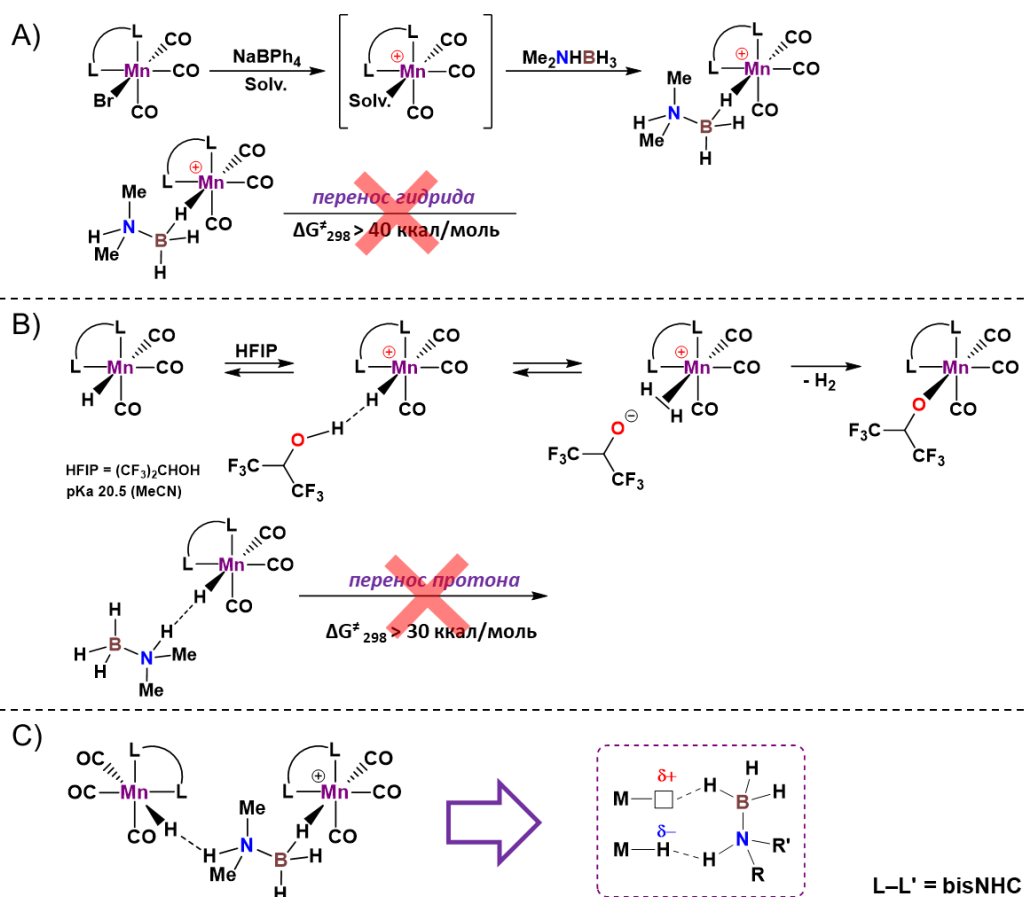 A)
L
L
Mn
CO
CO
CO
Br
NaBPh4
Solv.
L
L
⊕
Mn
CO
CO
CO
Solv.
Me2NHBH3
L
L
⊕
Mn
CO
CO
CO
H
Me
H
N
B
H
Me
H
L
L
⊕
Mn
CO
CO
CO
H
Me
H
N
B
H
Me
H
перенос гидрида
ΔG≠298 > 40 ккал/моль
B)
L
L
Mn
CO
CO
CO
H
HFIP
L
L
⊕
Mn
CO
CO
CO
H
H
O
F3C
CF3
L
L
⊕
Mn
CO
CO
CO
H
H
O⊖
F3C
CF3
- H2
L
L
Mn
CO
CO
CO
O
F3C
CF3
HFIP = (CF3)2CHOH
pKa 20.5 (MeCN)
L
L
Mn
CO
CO
CO
H
H
H
H
B
H
N
Me
Me
перенос протона
ΔG≠298 > 30 ккал/моль
C)
OC
OC
CO
Mn
L
L
H
Me
H
N
B
H
Me
H
H
L
L
⊕
Mn
CO
CO
CO
δ+
M
H
H
B
H
δ−
M
H
H
N
R'
R
L–L' = bisNHC